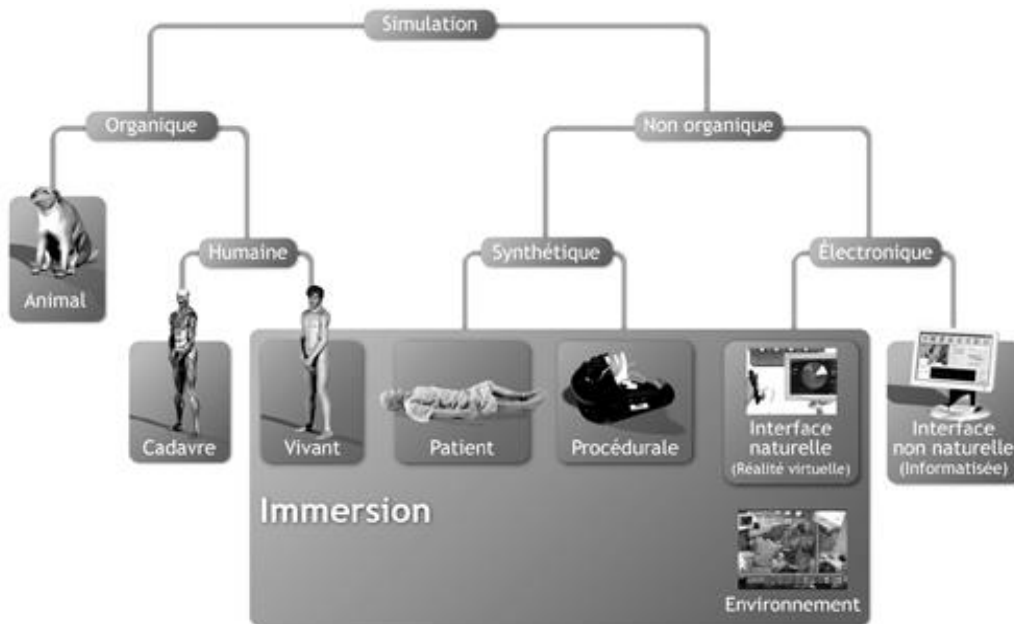 Simulation
Organique
Non organique
Humaine
Synthétique
Électronique
Animal
Cadavre
Vivant
Patient
Procédurale
Interface
naturelle
(Réalité virtuelle)
Interface
non naturelle
(Informatisée)
Immersion
Environnement